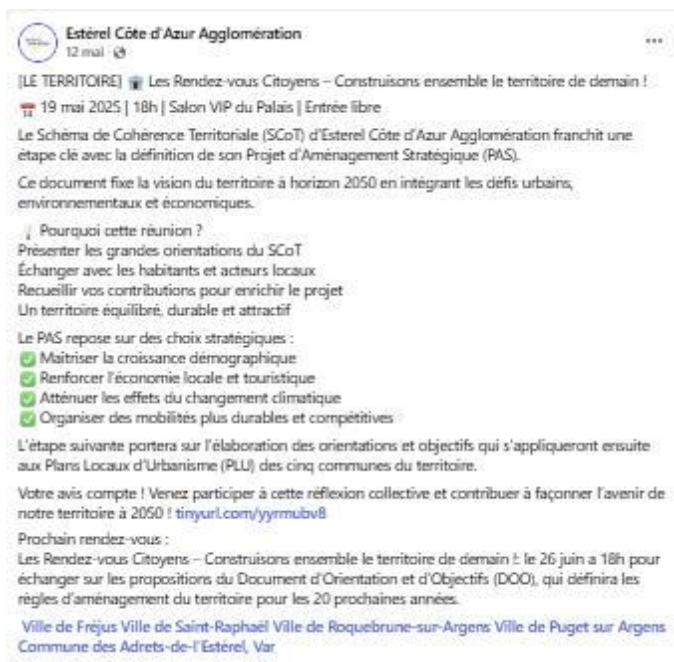 Estérel Côte d'Azur Agglomération
12 mai
[LE TERRITOIRE] Les Rendez-vous Citoyens – Construisons ensemble le territoire de demain !
19 mai 2025 | 18h | Salon VIP du Palais | Entrée libre
Le Schéma de Cohérence Territoriale (SCoT) d'Esterel Côte d'Azur Agglomération franchit une
étape clé avec la définition de son Projet d'Aménagement Stratégique (PAS).
Ce document fixe la vision du territoire à horizon 2050 en intégrant les défis urbains,
environnementaux et économiques.
Pourquoi cette réunion ?
Présenter les grandes orientations du SCoT
Échanger avec les habitants et acteurs locaux
Recueillir vos contributions pour enrichir le projet
Un territoire équilibré, durable et attractif
Le PAS repose sur des choix stratégiques :
✅ Maîtriser la croissance démographique
✅ Renforcer l'économie locale et touristique
✅ Atténuer les effets du changement climatique
✅ Organiser des mobilités plus durables et compétitives
L'étape suivante portera sur l'élaboration des orientations et objectifs qui s'appliqueront ensuite
aux Plans Locaux d'Urbanisme (PLU) des cinq communes du territoire.
Votre avis compte ! Venez participer à cette réflexion collective et contribuer à façonner l'avenir de
notre territoire à 2050 ! tinyurl.com/yyrmubv8
Prochain rendez-vous :
Les Rendez-vous Citoyens – Construisons ensemble le territoire de demain !: le 26 juin a 18h pour
échanger sur les propositions du Document d'Orientation et d'Objectifs (DOO), qui définira les
règles d'aménagement du territoire pour les 20 prochaines années.
Ville de Fréjus Ville de Saint-Raphaël Ville de Roquebrune-sur-Argens Ville de Puget sur Argens
Commune des Adrets-de-l'Estérel, Var